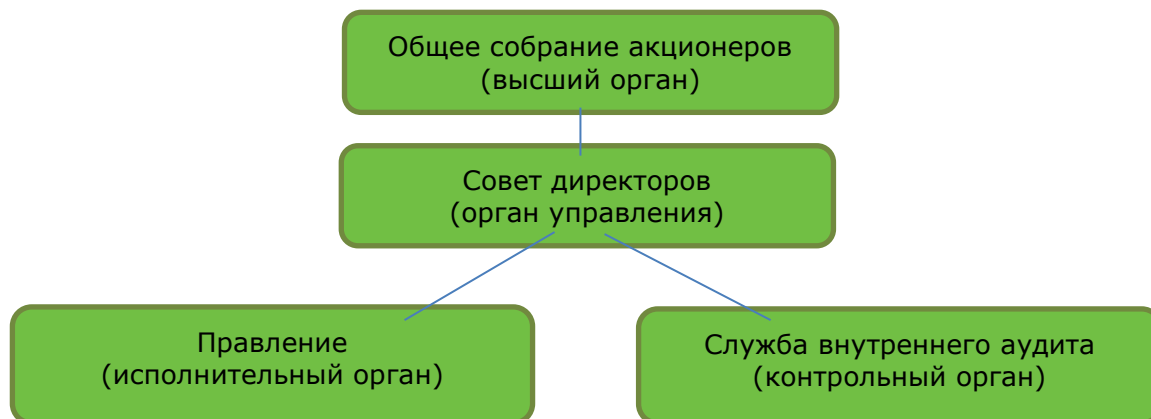 Общее собрание акционеров
(высший орган)
Совет директоров
(орган управления)
Правление
(исполнительный орган)
Служба внутреннего аудита
(контрольный орган)